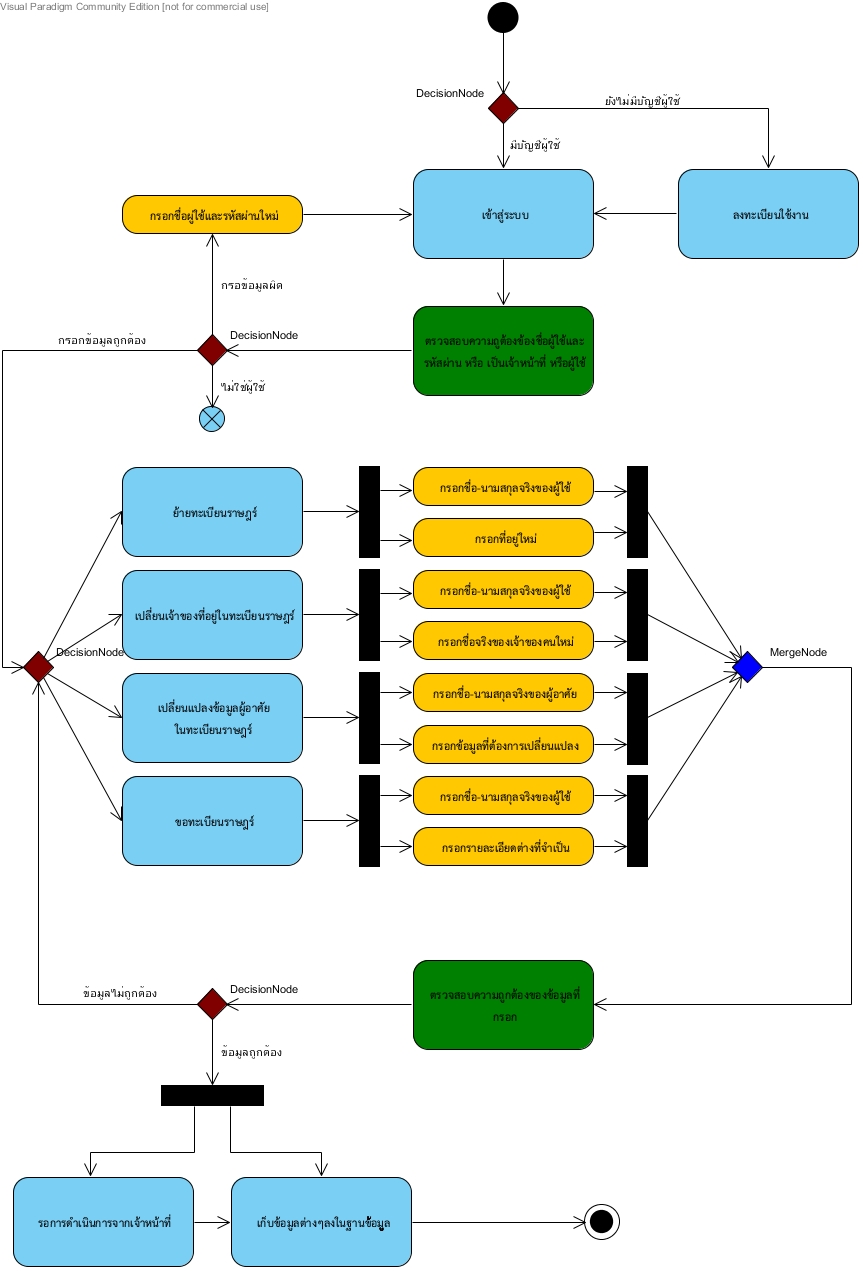 Visual Paradigm Community Edition [not for commercial use]
DecisionNode
ยังไม่มีบัญชีผู้ใช้
มีบัญชีผู้ใช้
กรอกชื่อผู้ใช้และรหัสผ่านใหม่
เข้าสู่ระบบ
ลงทะเบียนใช้งาน
กรอข้อมูลผิด
กรอกข้อมูลถูกต้อง
DecisionNode
ตรวจสอบความถูต้องข้องชื่อผู้ใช้และ
รหัสผ่าน หรือ เป็นเจ้าหน้าที่ หรือผู้ใช้
ไม่ใช่ผู้ใช้
ย้ายทะเบียนราษฎร์
กรอกชื่อ-นามสกุลจริงของผู้ใช้
กรอกที่อยู่ใหม่
เปลี่ยนเจ้าของที่อยู่ในทะเบียนราษฎร์
กรอกชื่อ-นามสกุลจริงของผู้ใช้
กรอกชื่อจริงของเจ้าของคนใหม่
DecisionNode
MergeNode
เปลี่ยนแปลงข้อมูลผู้อาศัย
ในทะเบียนราษฎร์
กรอกชื่อ-นามสกุลจริงของผู้อาศัย
กรอกข้อมูลที่ต้องการเปลี่ยนแปลง
ขอทะเบียนราษฎร์
กรอกชื่อ-นามสกุลจริงของผู้ใช้
กรอกรายละเอียดต่างที่จำเป็น
ข้อมูลไม่ถูกต้อง
DecisionNode
ตรวจสอบความถูกต้องของข้อมูลที่
กรอก
ข้อมูลถูกต้อง
รอการดำเนินการจากเจ้าหน้าที่
เก็บข้อมูลต่างๆลงในฐานข้อมูล